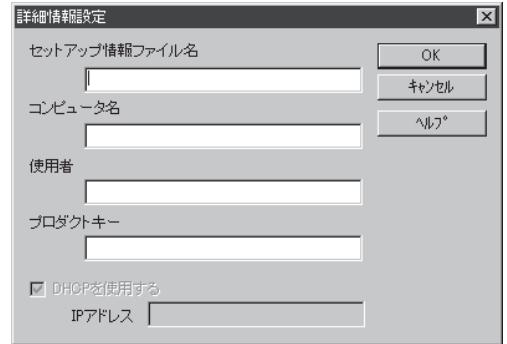 詳細情報設定
セットアップ情報ファイル名
OK
キャンセル
コンピュータ名
ヘルプ
使用者
プロダクトキー
DHCPを使用する
IPアドレス